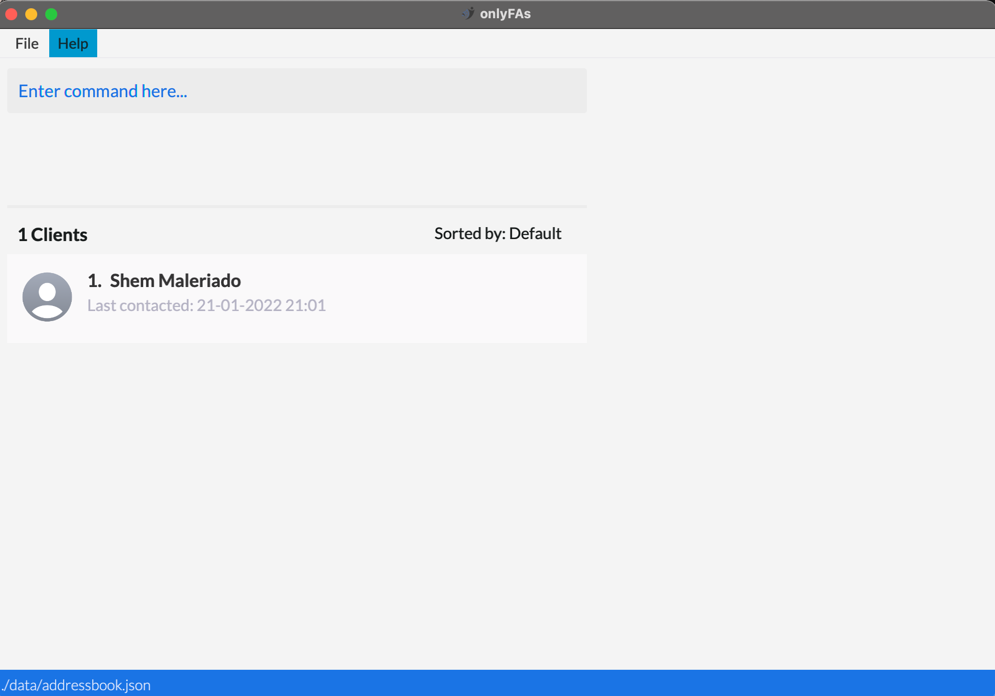 onlyFAs
File Help
Enter command here...
1 Clients Sorted by: Default
1. Shem Maleriado
Last contacted: 21-01-2022 21:01
./data/addressbook.json